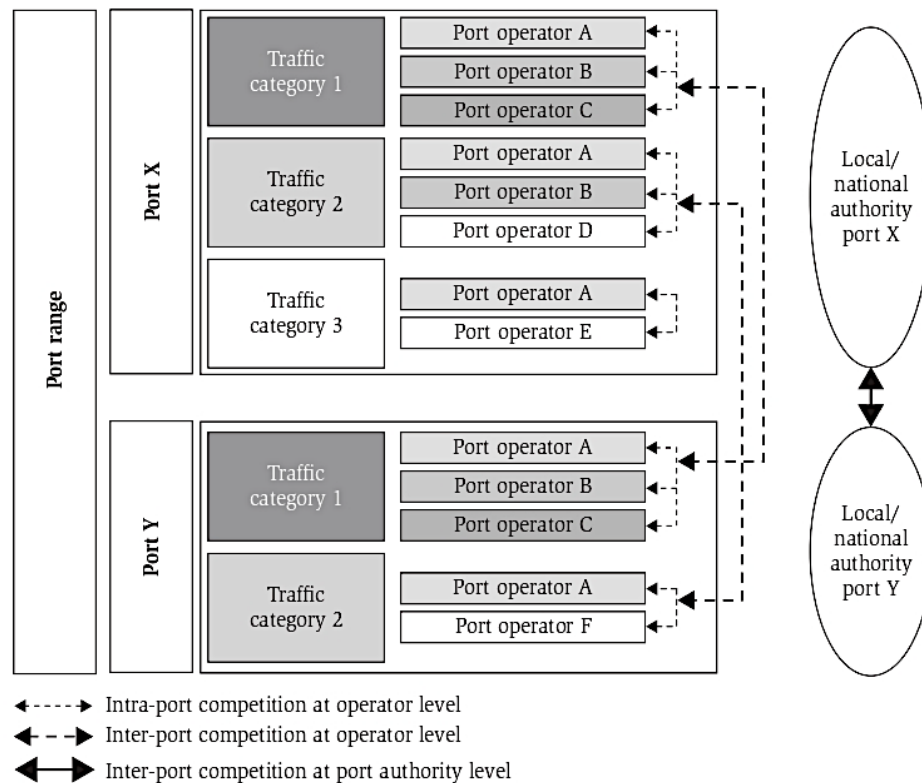 Port range
Port X
Traffic
category 1
Port operator A
Port operator B
Port operator C
Traffic
category 2
Port operator A
Port operator B
Port operator D
Traffic
category 3
Port operator A
Port operator E
Local/
national
authority
port X
Port Y
Traffic
category 1
Port operator A
Port operator B
Port operator C
Traffic
category 2
Port operator A
Port operator F
Local/
national
authority
port Y
Intra-port competition at operator level
Inter-port competition at operator level
Inter-port competition at port authority level